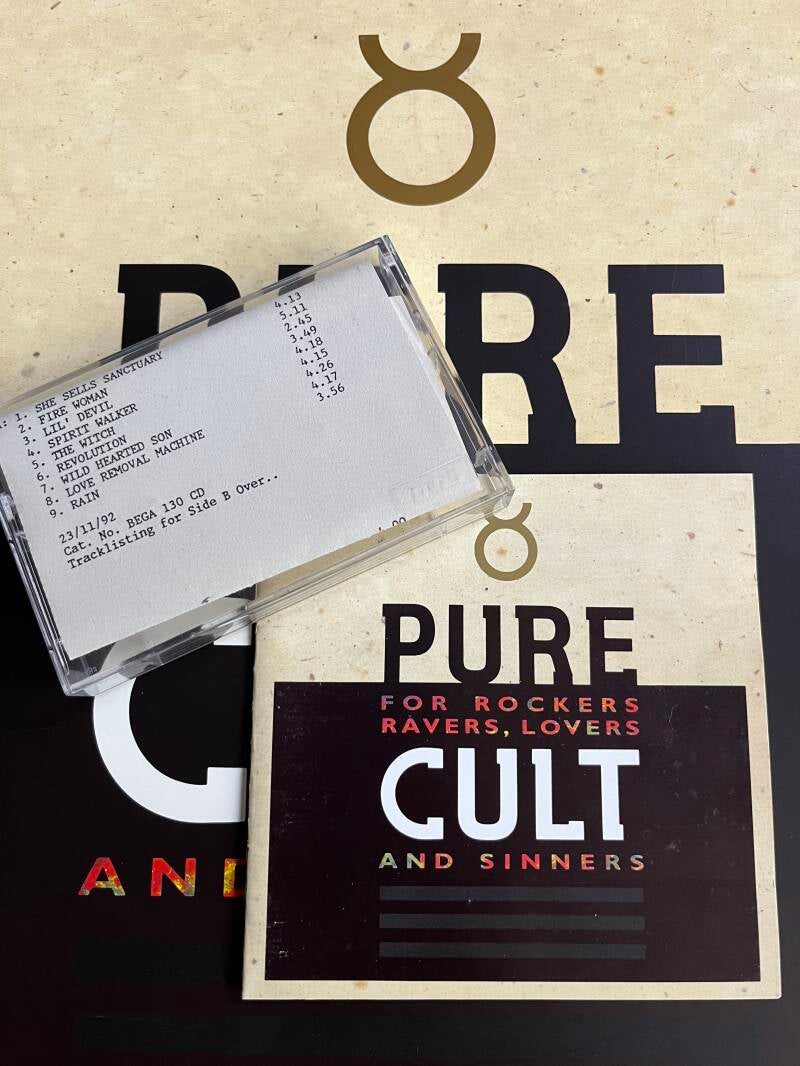 PURE
: 1. SHE SELLS SANCTUARY 4.13
2. FIRE WOMAN 5.11
3. LIL' DEVIL 2.45
4. SPIRIT WALKER 3.49
5. THE WITCH 4.18
6. REVOLUTION 4.15
7. WILD HEARTED SON 4.26
8. LOVE REMOVAL MACHINE 4.17
9. RAIN 3.56
23/11/92
Cat. No. BEGA 130 CD
Tracklisting for Side B Over..
C
AND
PURE
FOR ROCKERS
RAVERS, LOVERS
CULT
AND SINNERS